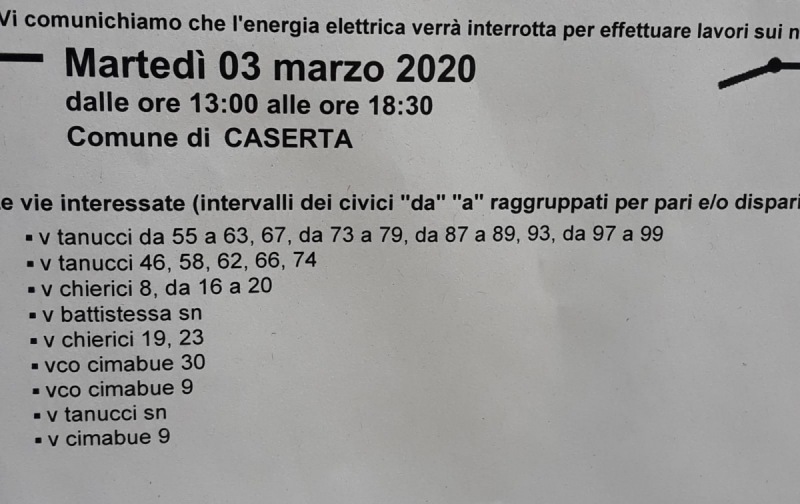 Vi comunichiamo che l'energia elettrica verrà interrotta per effettuare lavori sui
Martedì 03 marzo 2020
dalle ore 13:00 alle ore 18:30
Comune di CASERTA
e vie interessate (intervalli dei civici "da" "a" raggruppati per pari e/o dispari
▪ v tanucci da 55 a 63, 67, da 73 a 79, da 87 a 89, 93, da 97 a 99
▪ v tanucci 46, 58, 62, 66, 74
▪ v chierici 8, da 16 a 20
▪ v battistessa sn
▪ v chierici 19, 23
▪ vco cimabue 30
▪ vco cimabue 9
▪ v tanucci sn
▪ v cimabue 9